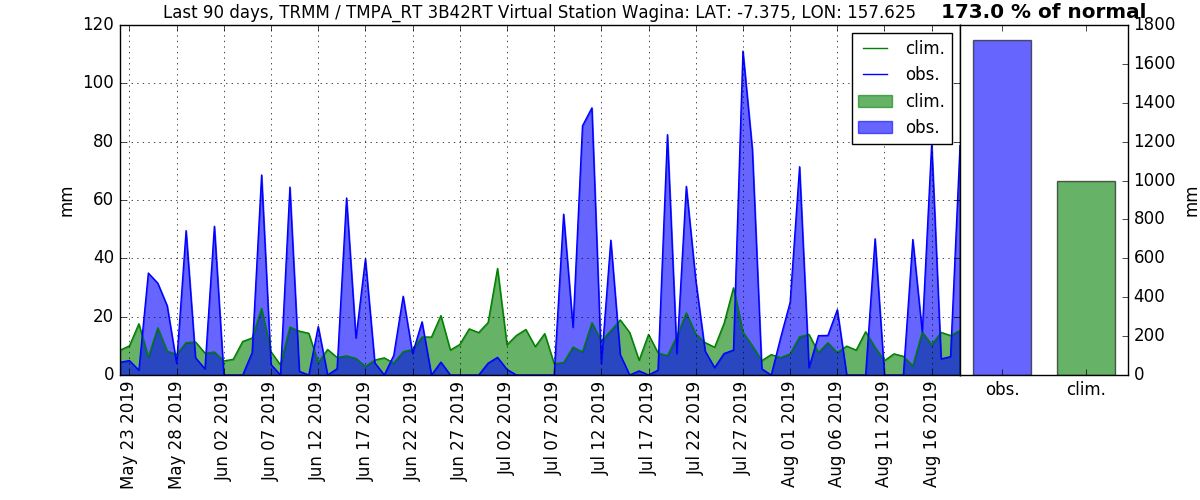 Last 90 days, TRMM / TMPA_RT 3B42RT Virtual Station Wagina: LAT: -7.375, LON: 157.625
173.0 % of normal
120
100
80
60
40
20
0
mm
clim.
obs.
clim.
obs.
1800
1600
1400
1200
1000
800
600
400
200
0
mm
obs.
clim.
May 23 2019
May 28 2019
Jun 02 2019
Jun 07 2019
Jun 12 2019
Jun 17 2019
Jun 22 2019
Jun 27 2019
Jul 02 2019
Jul 07 2019
Jul 12 2019
Jul 17 2019
Jul 22 2019
Jul 27 2019
Aug 01 2019
Aug 06 2019
Aug 11 2019
Aug 16 2019